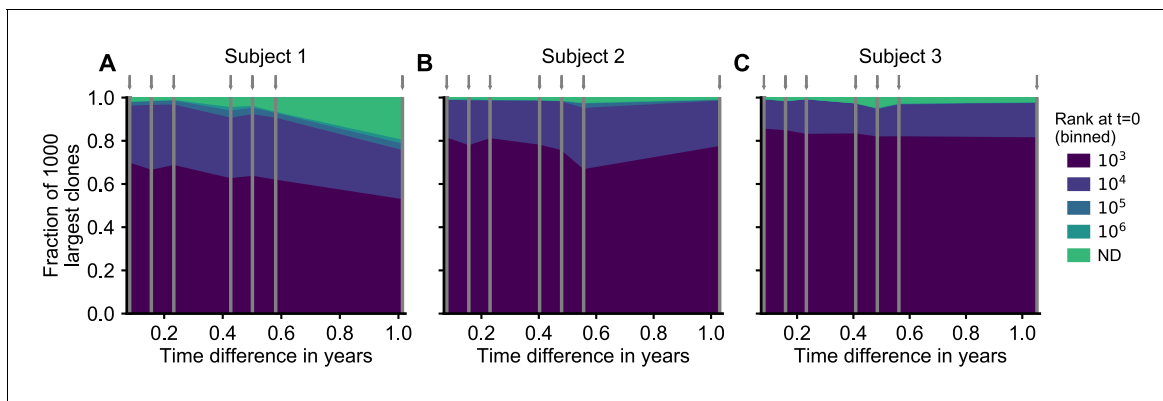 A Subject 1 B Subject 2 C Subject 3
Fraction of 1000
largest clones
1.0
0.8
0.6
0.4
0.2
0.0
0.2 0.4 0.6 0.8 1.0
Time difference in years
0.2 0.4 0.6 0.8 1.0
Time difference in years
0.2 0.4 0.6 0.8 1.0
Time difference in years
Rank at t=0
(binned)
10³
10⁴
10⁵
10⁶
ND